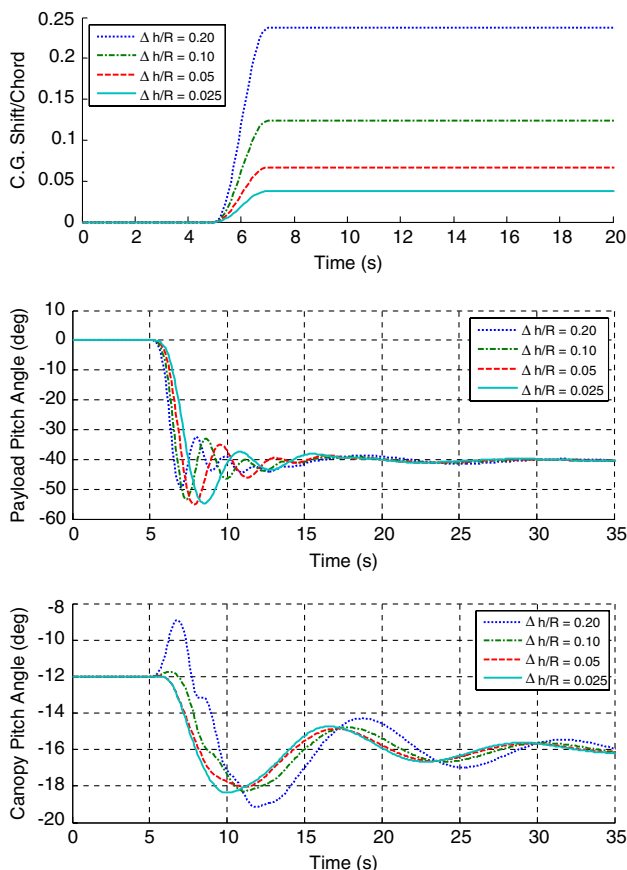 C.G. Shift/Chord
0.25
0.2
0.15
0.1
0.05
0
Δ h/R = 0.20
Δ h/R = 0.10
Δ h/R = 0.05
Δ h/R = 0.025
0 2 4 6 8 10 12 14 16 18 20
Time (s)
Payload Pitch Angle (deg)
10
0
-10
-20
-30
-40
-50
-60
Δ h/R = 0.20
Δ h/R = 0.10
Δ h/R = 0.05
Δ h/R = 0.025
0 5 10 15 20 25 30 35
Time (s)
Canopy Pitch Angle (deg)
-8
-10
-12
-14
-16
-18
-20
Δ h/R = 0.20
Δ h/R = 0.10
Δ h/R = 0.05
Δ h/R = 0.025
0 5 10 15 20 25 30 35
Time (s)